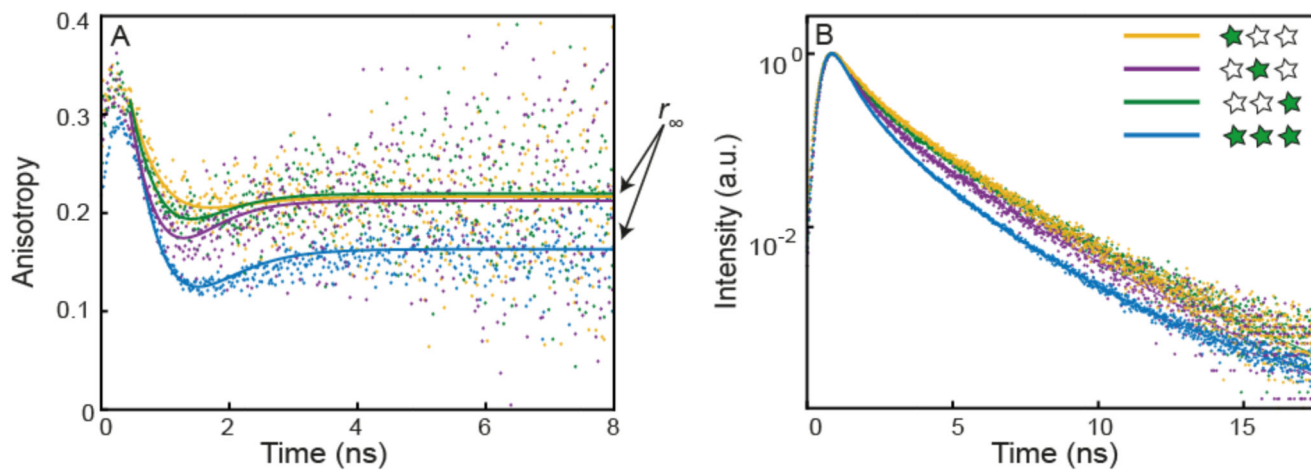 A
0.4
0.3
0.2
0.1
0
0
2
4
6
8
Anisotropy
Time (ns)
r∞
B
10⁰
10⁻²
0
5
10
15
Intensity (a.u.)
Time (ns)